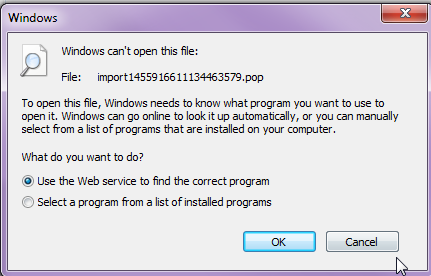 Windows
Windows can't open this file:
File: import1455916611134463579.pop
To open this file, Windows needs to know what program you want to use to
open it. Windows can go online to look it up automatically, or you can manually
select from a list of programs that are installed on your computer.
What do you want to do?
Use the Web service to find the correct program
Select a program from a list of installed programs
OK Cancel